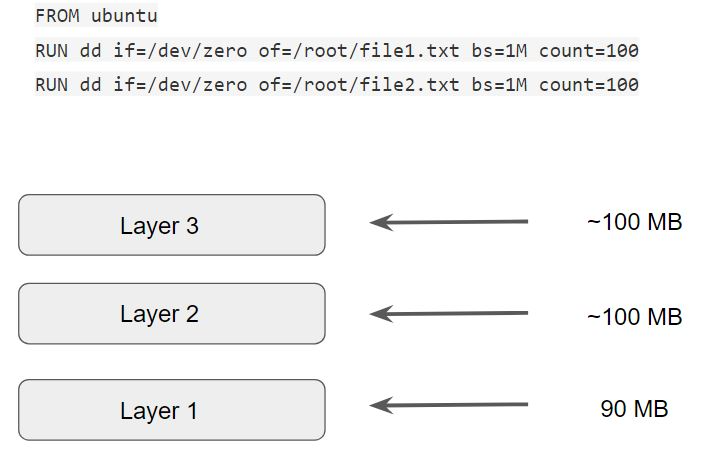 FROM ubuntu
RUN dd if=/dev/zero of=/root/file1.txt bs=1M count=100
RUN dd if=/dev/zero of=/root/file2.txt bs=1M count=100
Layer 3 ~100 MB
Layer 2 ~100 MB
Layer 1 90 MB